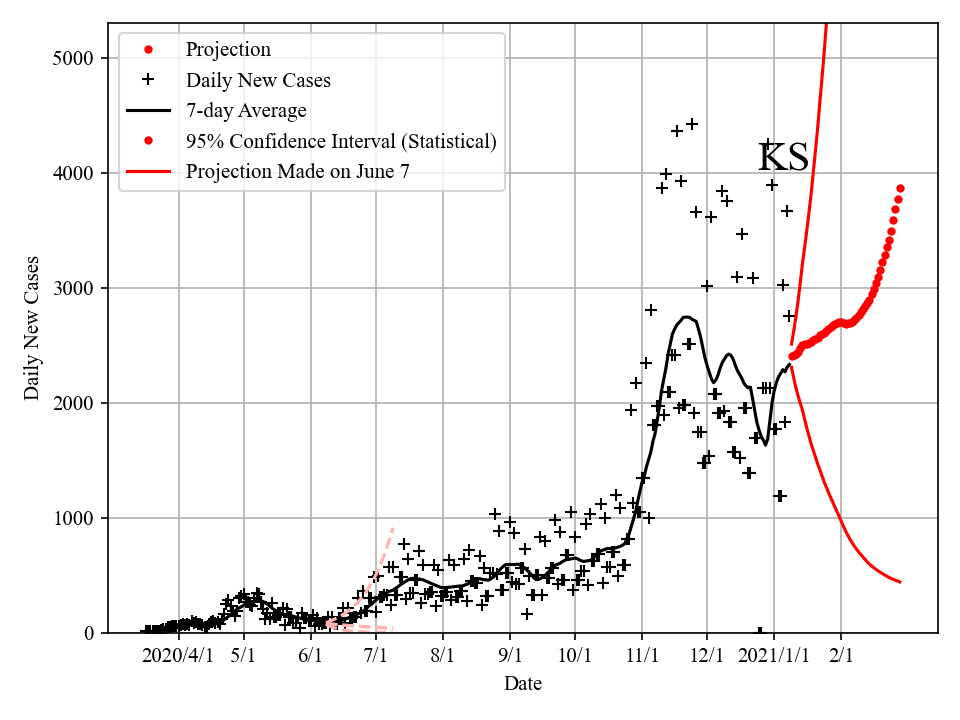 Projection
Daily New Cases
7-day Average
95% Confidence Interval (Statistical)
Projection Made on June 7
KS
5000
4000
3000
2000
1000
0
Daily New Cases
2020/4/1 5/1 6/1 7/1 8/1 9/1 10/1 11/1 12/1 2021/1/1 2/1
Date